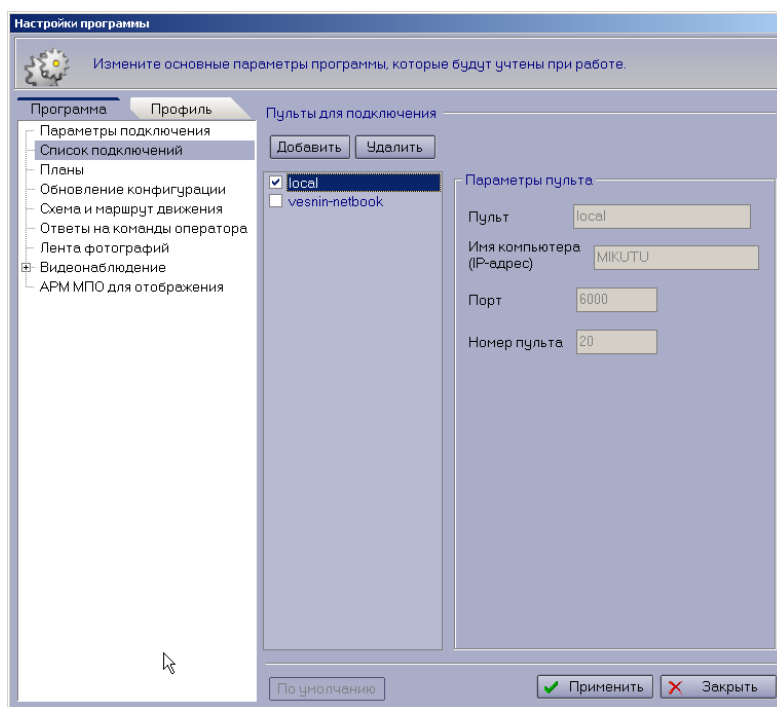 Настройки программы
Измените основные параметры программы, которые будут учтены при работе.
Программа
Профиль
Параметры подключения
Список подключений
Планы
Обновление конфигурации
Схема и маршрут движения
Ответы на команды оператора
Лента фотографий
Видеонаблюдение
АРМ МПО для отображения
Пульты для подключения
Добавить
Удалить
local
vesnin-netbook
Параметры пульта
Пульт
local
Имя компьютера
(IP-адрес)
MIKUTU
Порт
6000
Номер пульта
20
По умолчанию
Применить
Закрыть